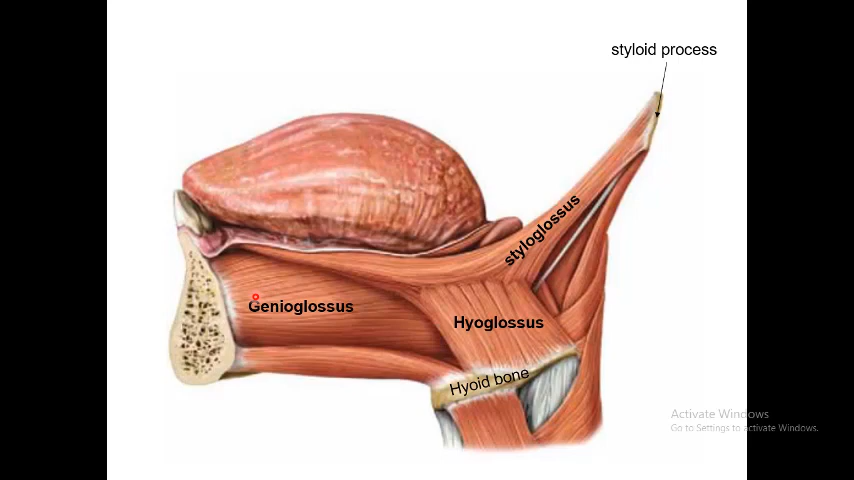 styloid process
styloglossus
Genioglossus
Hyoglossus
Hyoid bone
Activate Windows
Go to Settings to activate Windows.